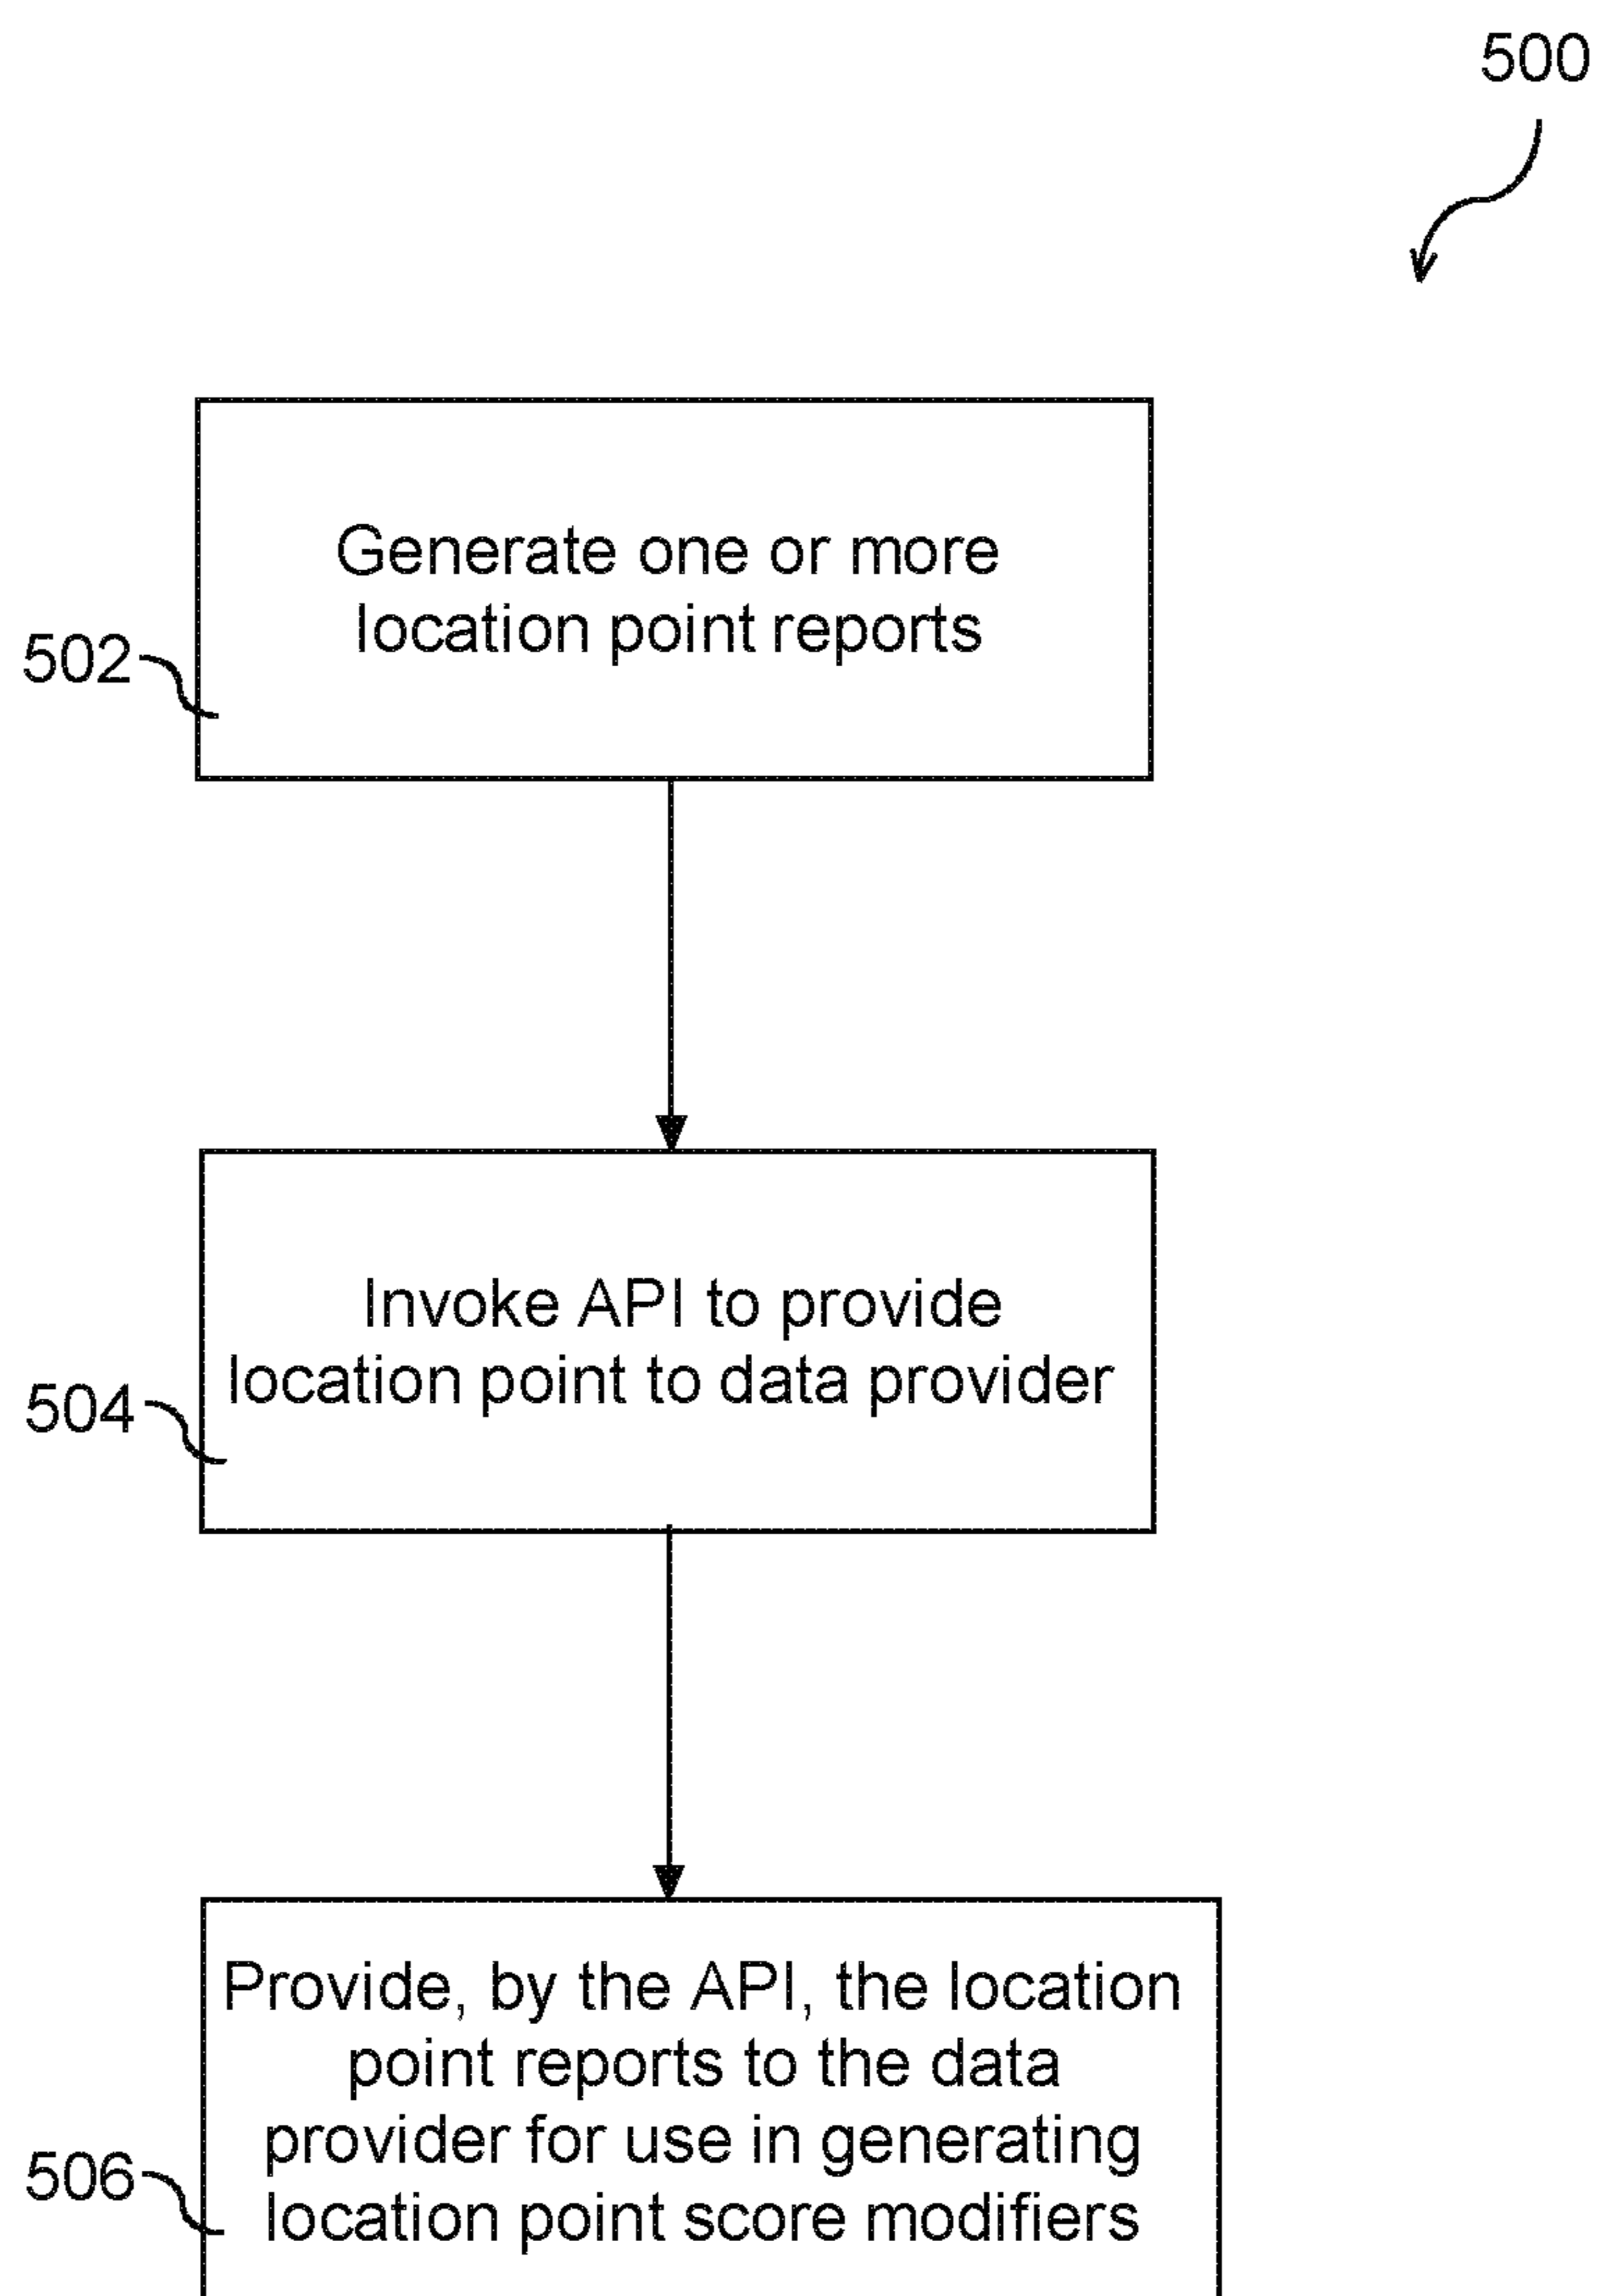 500
Generate one or more
location point reports
502
Invoke API to provide
location point to data provider
504
Provide, by the API, the location
point reports to the data
provider for use in generating
location point score modifiers
506